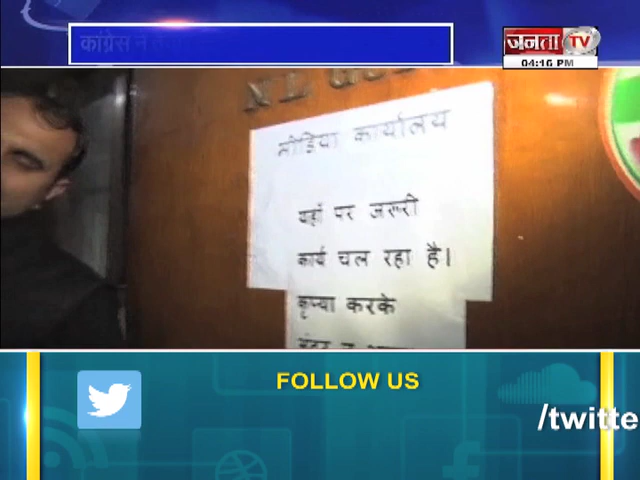 कांग्रेस ने
जनता TV
04:16 PM
मीडिया कार्यालय
यहाँ पर जरूरी
कार्य चल रहा है।
कृप्या करके
FOLLOW US
/twitte